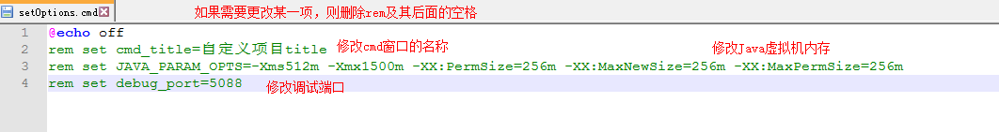 setOptions.cmd
如果需要更改某一项，则删除rem及其后面的空格
1 @echo off
2 rem set cmd_title=自定义项目title 修改cmd窗口的名称 修改Java虚拟机内存
3 rem set JAVA_PARAM_OPTS=-Xms512m -Xmx1500m -XX:PermSize=256m -XX:MaxNewSize=256m -XX:MaxPermSize=256m
4 rem set debug_port=5088 修改调试端口